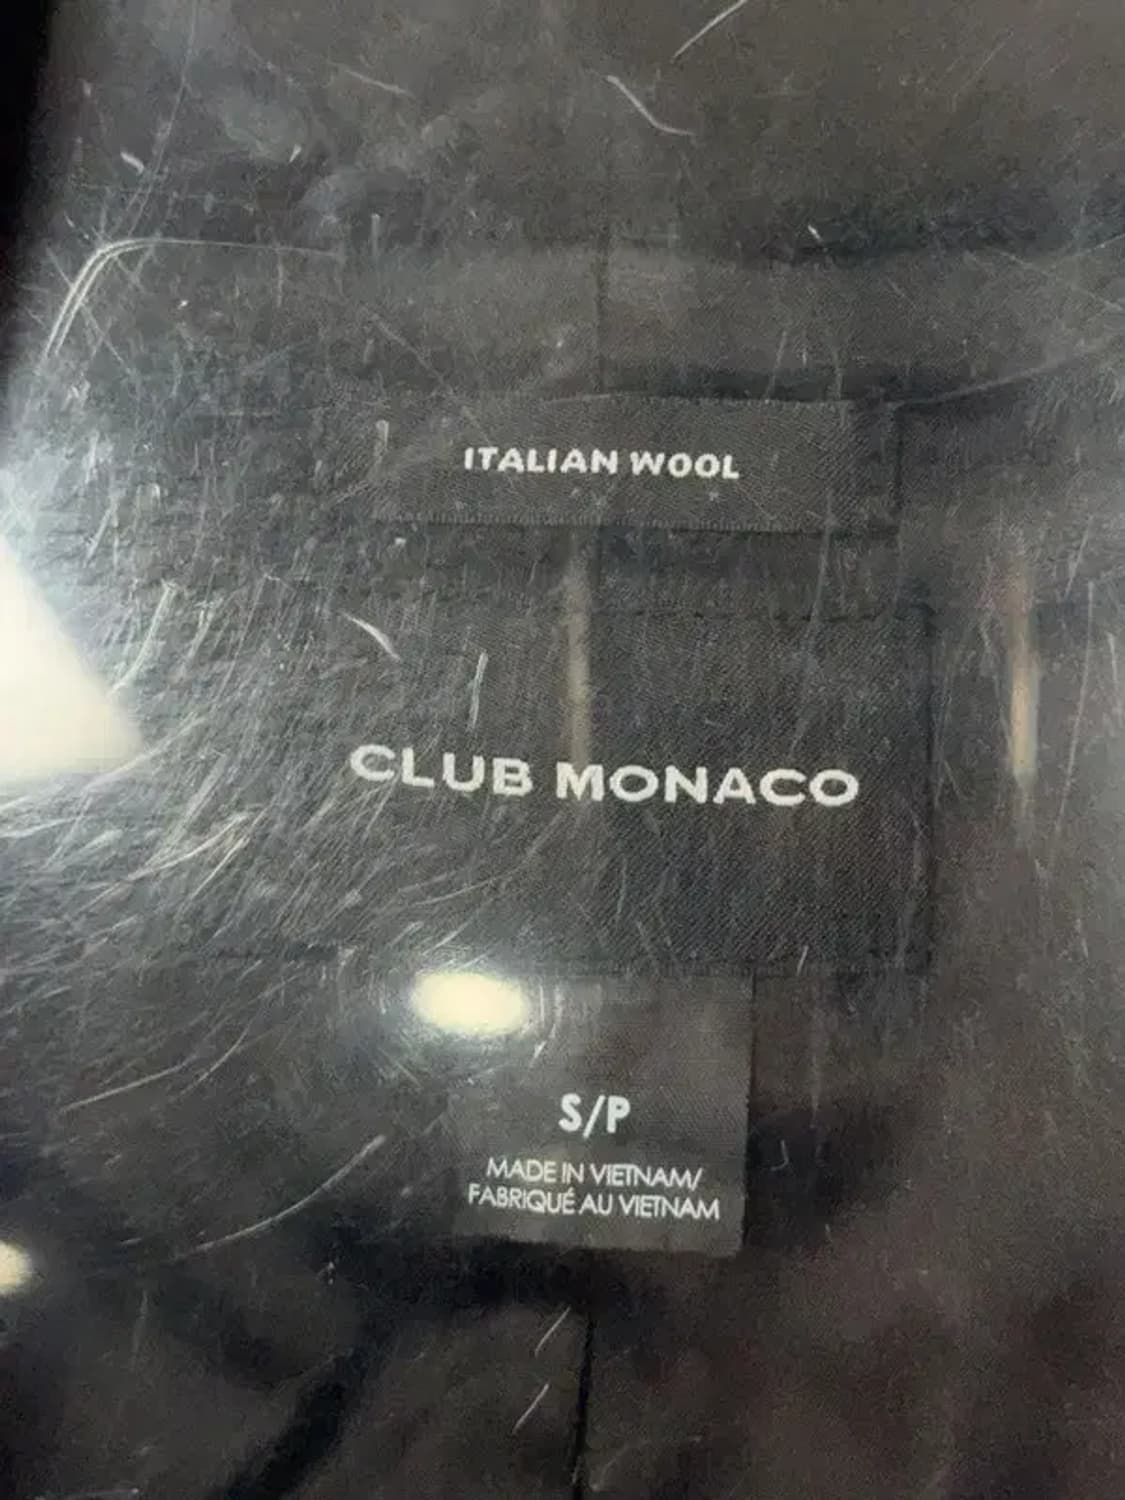 ITALIAN WOOL
CLUB MONACO
S/P
MADE IN VIETNAM/
FABRIQUÉ AU VIETNAM